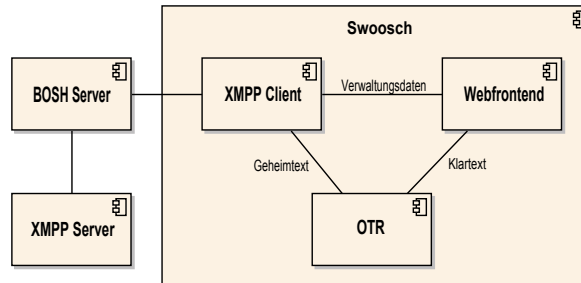 Swoosch
BOSH Server
XMPP Client
Verwaltungsdaten
Webfrontend
Geheimtext
Klartext
XMPP Server
OTR